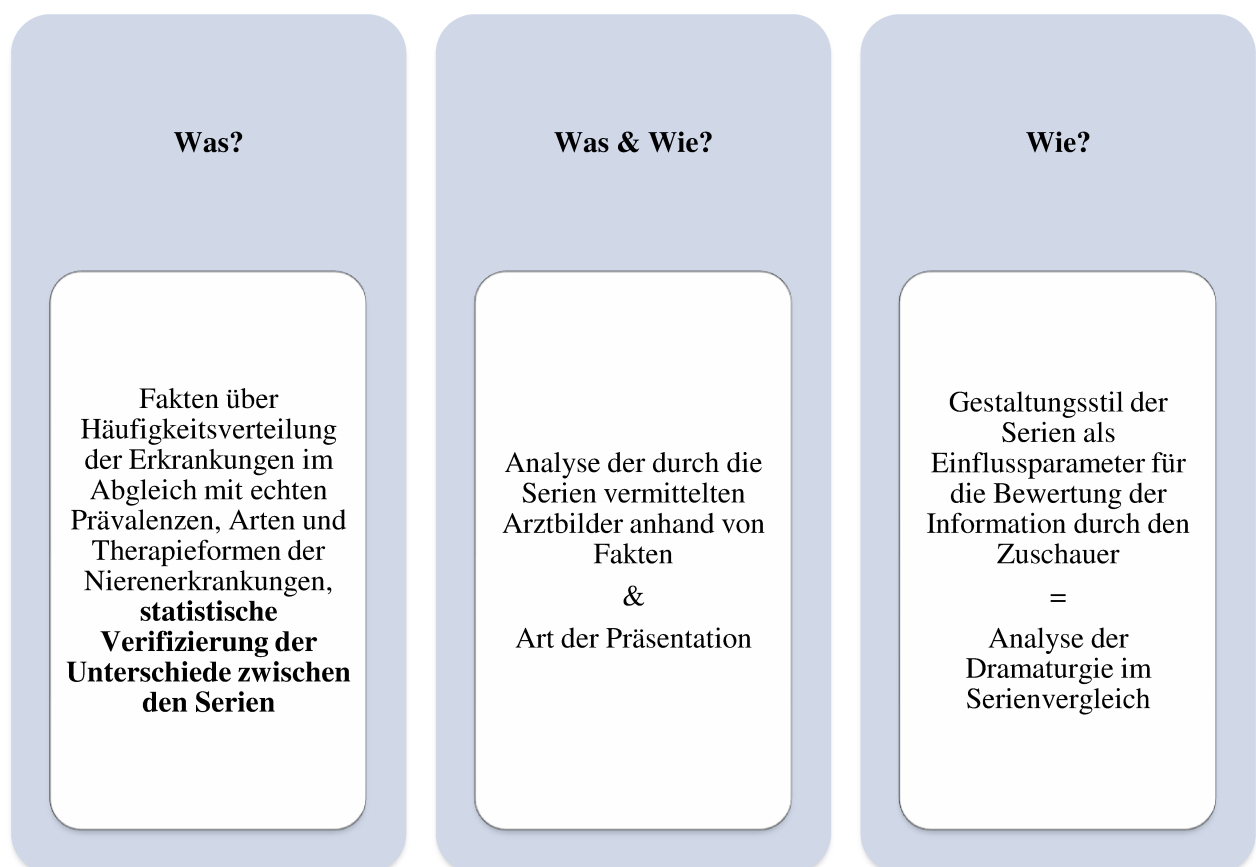 Was?
Fakten über
Häufigkeitsverteilung
der Erkrankungen im
Abgleich mit echten
Prävalenzen, Arten und
Therapieformen der
Nierenerkrankungen,
statistische
Verifizierung der
Unterschiede zwischen
den Serien
Was & Wie?
Analyse der durch die
Serien vermittelten
Arztbilder anhand von
Fakten
&
Art der Präsentation
Wie?
Gestaltungsstil der
Serien als
Einflussparameter für
die Bewertung der
Information durch den
Zuschauer
=
Analyse der
Dramaturgie im
Serienvergleich